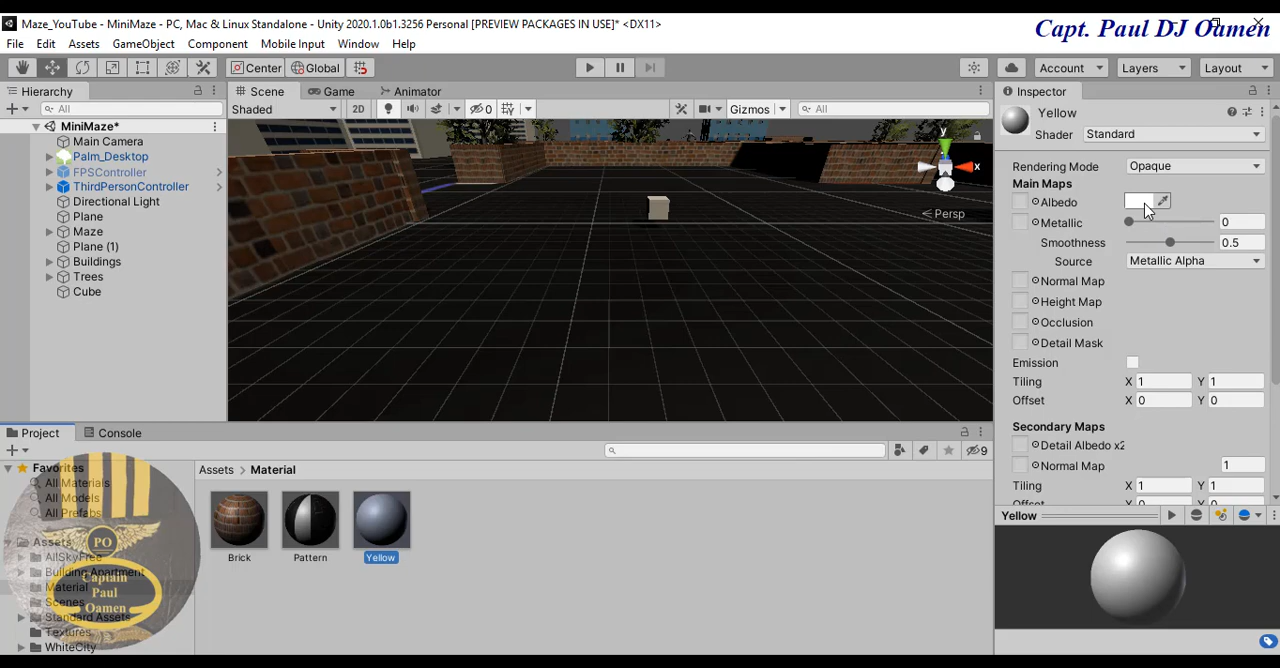 Maze_YouTube - MiniMaze - PC, Mac & Linux Standalone - Unity 2020.1.0b1.3256 Personal [PREVIEW PACKAGES IN USE]* <DX11>
Capt. Paul DJ Oamen
File Edit Assets GameObject Component Mobile Input Window Help
Center Global Account Layers Layout
Hierarchy
All
MiniMaze*
Main Camera
Palm_Desktop
FPSController
ThirdPersonController
Directional Light
Plane
Maze
Plane (1)
Buildings
Trees
Cube
Scene Game Animator
Shaded 2D 0 Gizmos All
y
x
Persp
Inspector
Yellow
Shader Standard
Rendering Mode Opaque
Main Maps
Albedo
Metallic 0
Smoothness 0.5
Source Metallic Alpha
Normal Map
Height Map
Occlusion
Detail Mask
Emission
Tiling X 1 Y 1
Offset X 0 Y 0
Secondary Maps
Detail Albedo x2
Normal Map 1
Tiling X 1 Y 1
Offset X 0 Y 0
Yellow
Project Console
9
Favorites
All Materials
All Models
All Prefabs
Assets
AllSkyFree
Building Apartment
Material
Scenes
Standard Assets
Textures
WhiteCity
PO
Captain
Paul
Oamen
Assets > Material
Brick Pattern Yellow